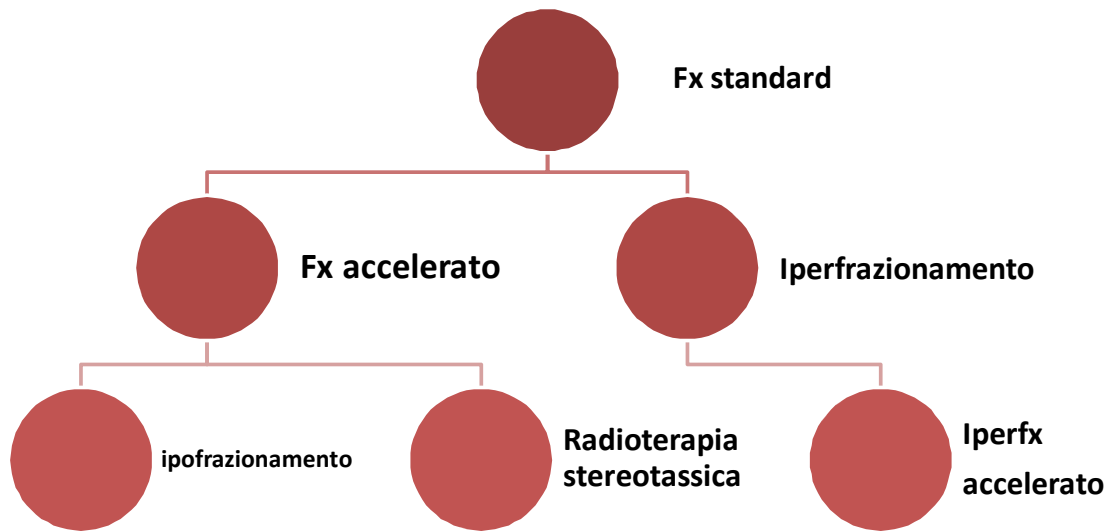 Fx standard
Fx accelerato
Iperfrazionamento
ipofrazionamento
Radioterapia
stereotassica
Iperfx
accelerato